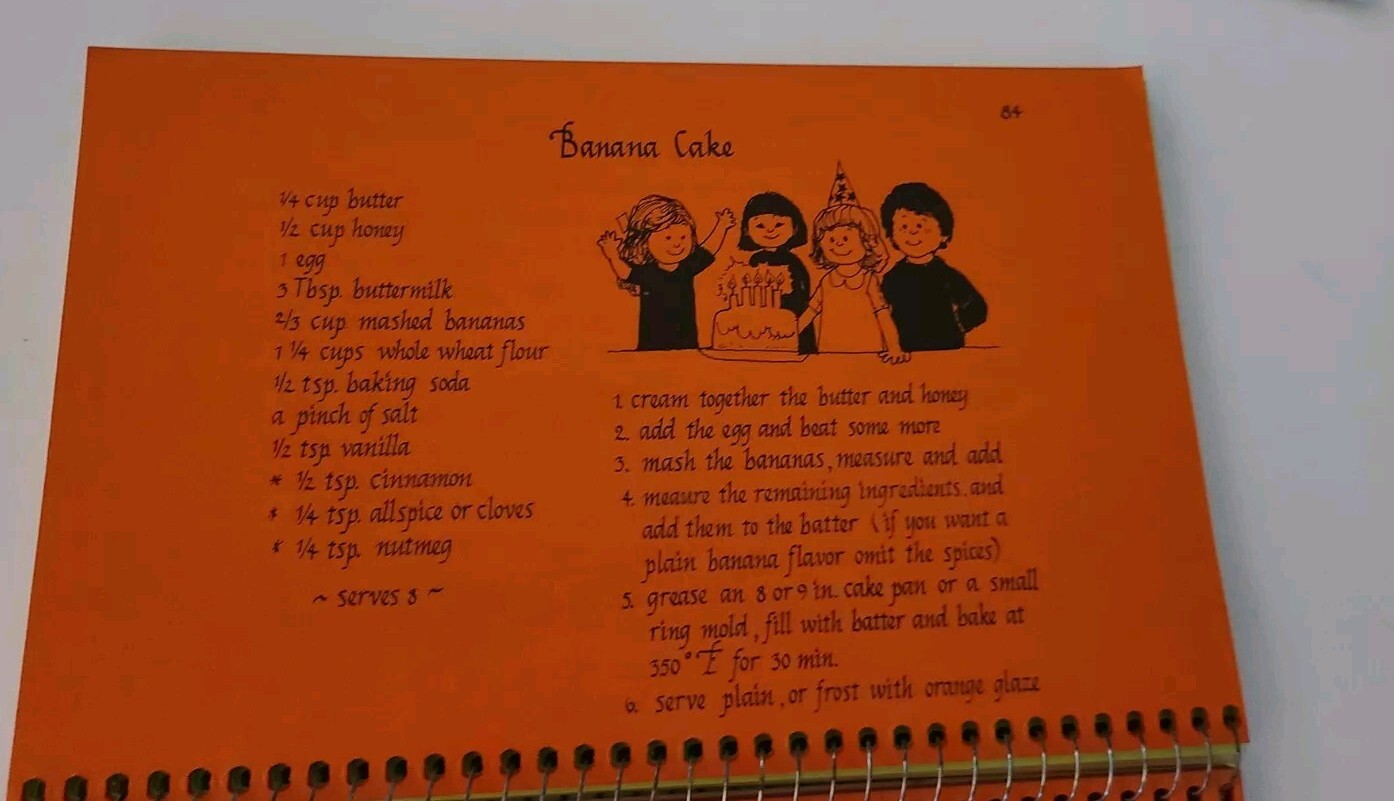 84
Banana Cake
1/4 cup butter
1/2 cup honey
1 egg
3 Tbsp. buttermilk
2/3 cup mashed bananas
1 1/4 cups whole wheat flour
1/2 tsp. baking soda
a pinch of salt
1/2 tsp vanilla
* 1/2 tsp. cinnamon
* 1/4 tsp. allspice or cloves
* 1/4 tsp. nutmeg
~ serves 8 ~
1. cream together the butter and honey
2. add the egg and beat some more
3. mash the bananas, measure and add
4. meaure the remaining ingredients. and
add them to the batter (if you want a
plain banana flavor omit the spices)
5. grease an 8 or 9 in. cake pan or a small
ring mold, fill with batter and bake at
350° F for 30 min.
6. serve plain, or frost with orange glaze